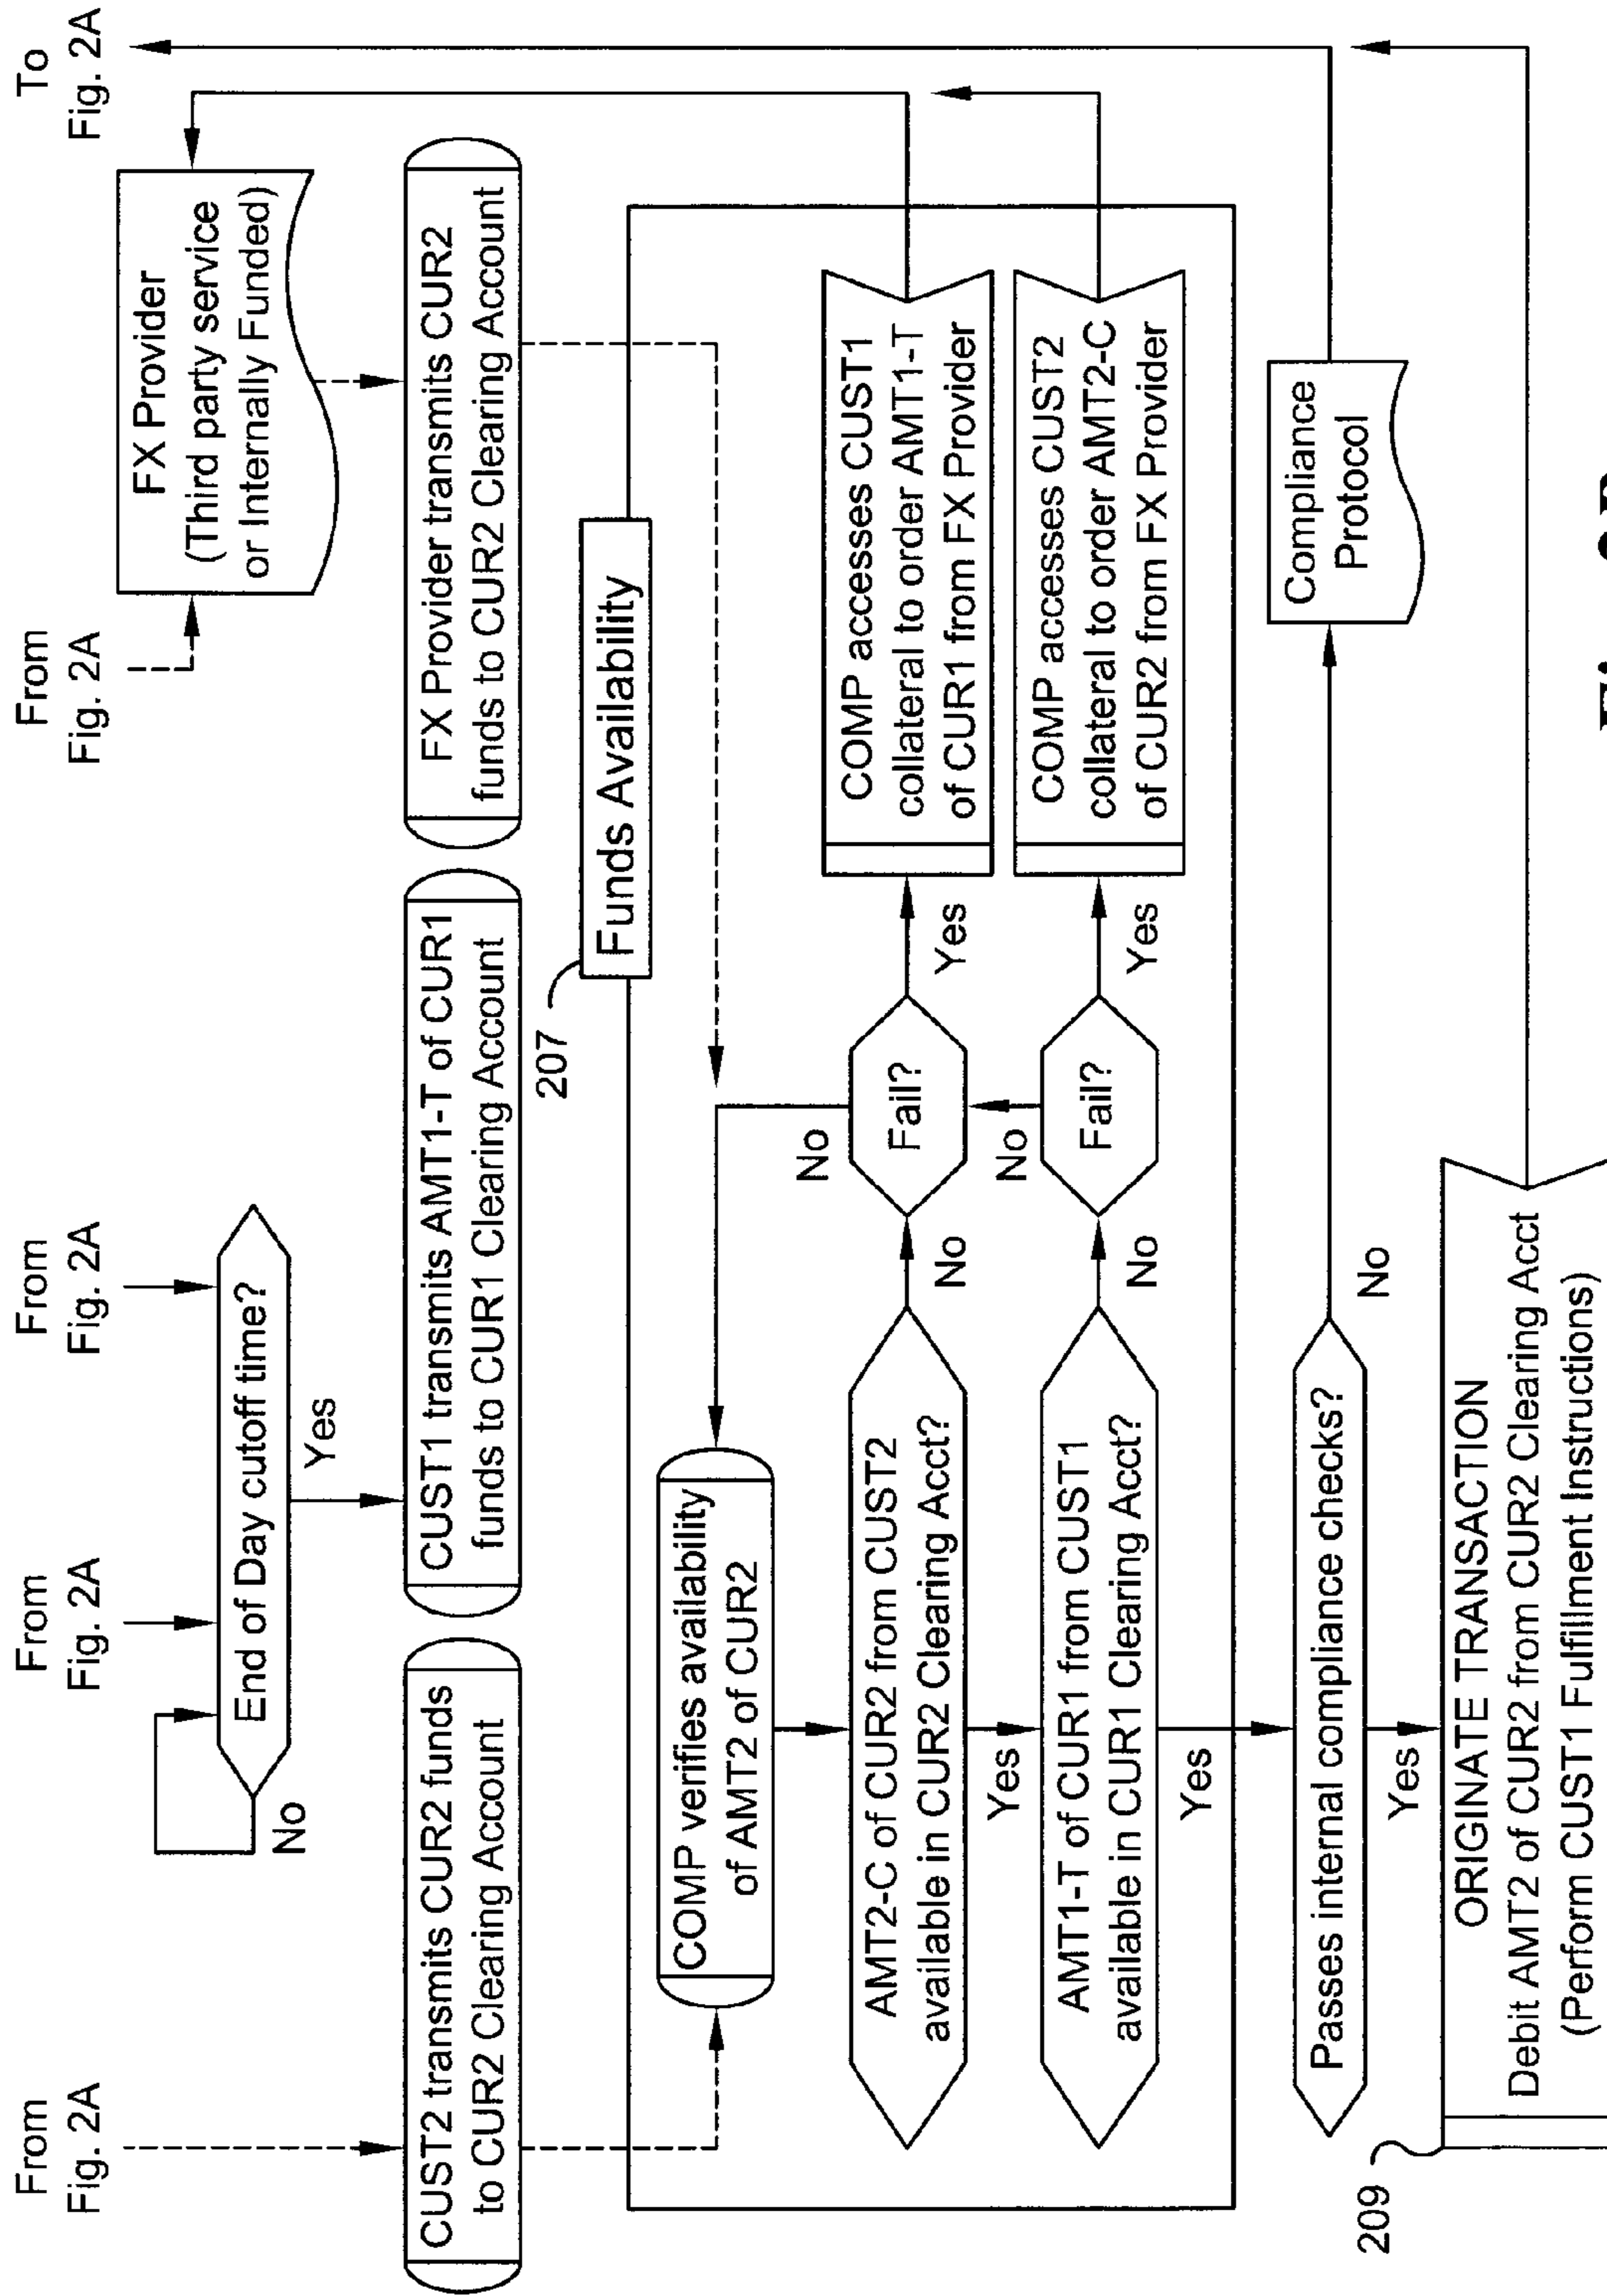 From
Fig. 2A
From
Fig. 2A
From
Fig. 2A
From
Fig. 2A
To
Fig. 2A
End of Day cutoff time?
No
Yes
FX Provider
(Third party service
or Internally Funded)
CUST2 transmits CUR2 funds
to CUR2 Clearing Account
CUST1 transmits AMT1-T of CUR1
funds to CUR1 Clearing Account
FX Provider transmits CUR2
funds to CUR2 Clearing Account
207
Funds Availability
COMP verifies availability
of AMT2 of CUR2
AMT2-C of CUR2 from CUST2
available in CUR2 Clearing Acct?
No
Fail?
No
Yes
COMP accesses CUST1
collateral to order AMT1-T
of CUR1 from FX Provider
Yes
AMT1-T of CUR1 from CUST1
available in CUR1 Clearing Acct?
No
Fail?
No
Yes
COMP accesses CUST2
collateral to order AMT2-C
of CUR2 from FX Provider
Yes
Passes internal compliance checks?
No
Compliance
Protocol
Yes
209
ORIGINATE TRANSACTION
Debit AMT2 of CUR2 from CUR2 Clearing Acct
(Perform CUST1 Fulfillment Instructions)